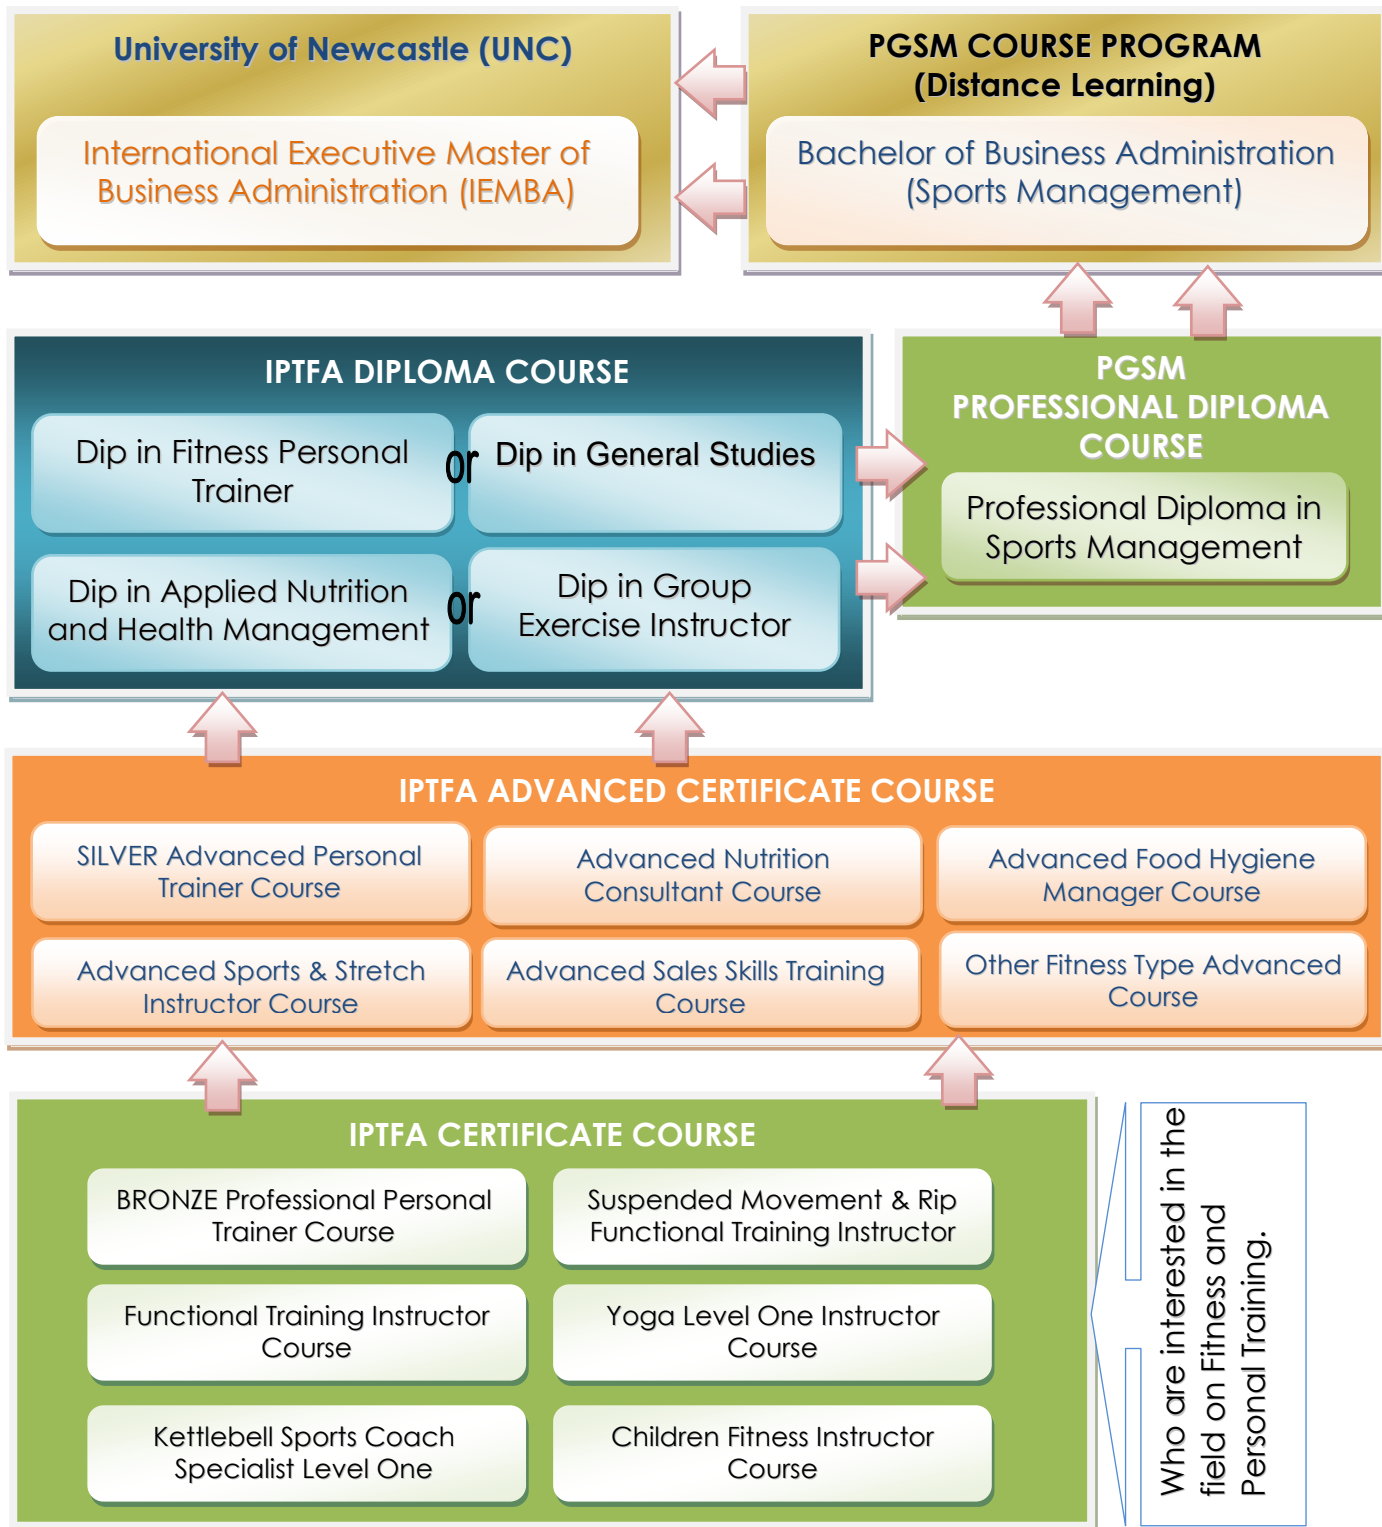 University of Newcastle (UNC)
International Executive Master of
Business Administration (IEMBA)
PGSM COURSE PROGRAM
(Distance Learning)
Bachelor of Business Administration
(Sports Management)
IPTFA DIPLOMA COURSE
Dip in Fitness Personal
Trainer
or
Dip in General Studies
Dip in Applied Nutrition
and Health Management
or
Dip in Group
Exercise Instructor
PGSM
PROFESSIONAL DIPLOMA
COURSE
Professional Diploma in
Sports Management
IPTFA ADVANCED CERTIFICATE COURSE
SILVER Advanced Personal
Trainer Course
Advanced Nutrition
Consultant Course
Advanced Food Hygiene
Manager Course
Advanced Sports & Stretch
Instructor Course
Advanced Sales Skills Training
Course
Other Fitness Type Advanced
Course
IPTFA CERTIFICATE COURSE
BRONZE Professional Personal
Trainer Course
Suspended Movement & Rip
Functional Training Instructor
Functional Training Instructor
Course
Yoga Level One Instructor
Course
Kettlebell Sports Coach
Specialist Level One
Children Fitness Instructor
Course
Who are interested in the
field on Fitness and
Personal Training.